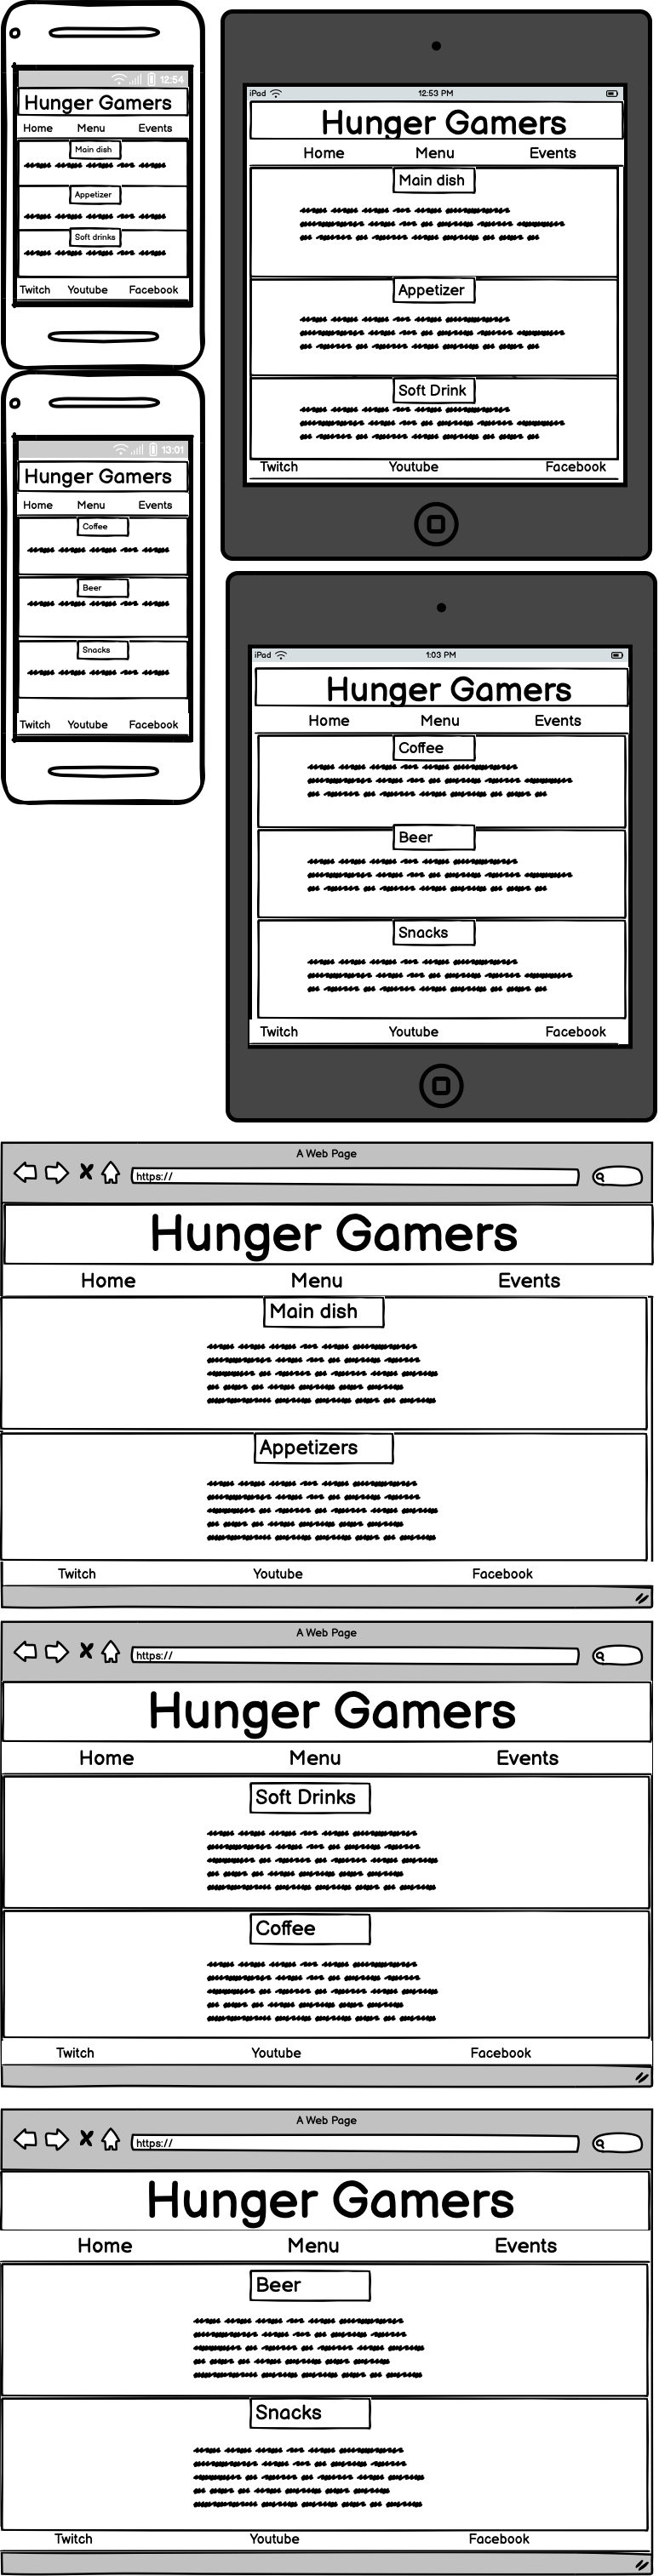 12:54
Hunger Gamers
Home Menu Events
Main dish
Appetizer
Soft drinks
Twitch Youtube Facebook
13:01
Hunger Gamers
Home Menu Events
Coffee
Beer
Snacks
Twitch Youtube Facebook
iPad 12:53 PM
Hunger Gamers
Home Menu Events
Main dish
Appetizer
Soft Drink
Twitch Youtube Facebook
iPad 1:03 PM
Hunger Gamers
Home Menu Events
Coffee
Beer
Snacks
Twitch Youtube Facebook
A Web Page
https://
Hunger Gamers
Home Menu Events
Main dish
Appetizers
Twitch Youtube Facebook
A Web Page
https://
Hunger Gamers
Home Menu Events
Soft Drinks
Coffee
Twitch Youtube Facebook
A Web Page
https://
Hunger Gamers
Home Menu Events
Beer
Snacks
Twitch Youtube Facebook